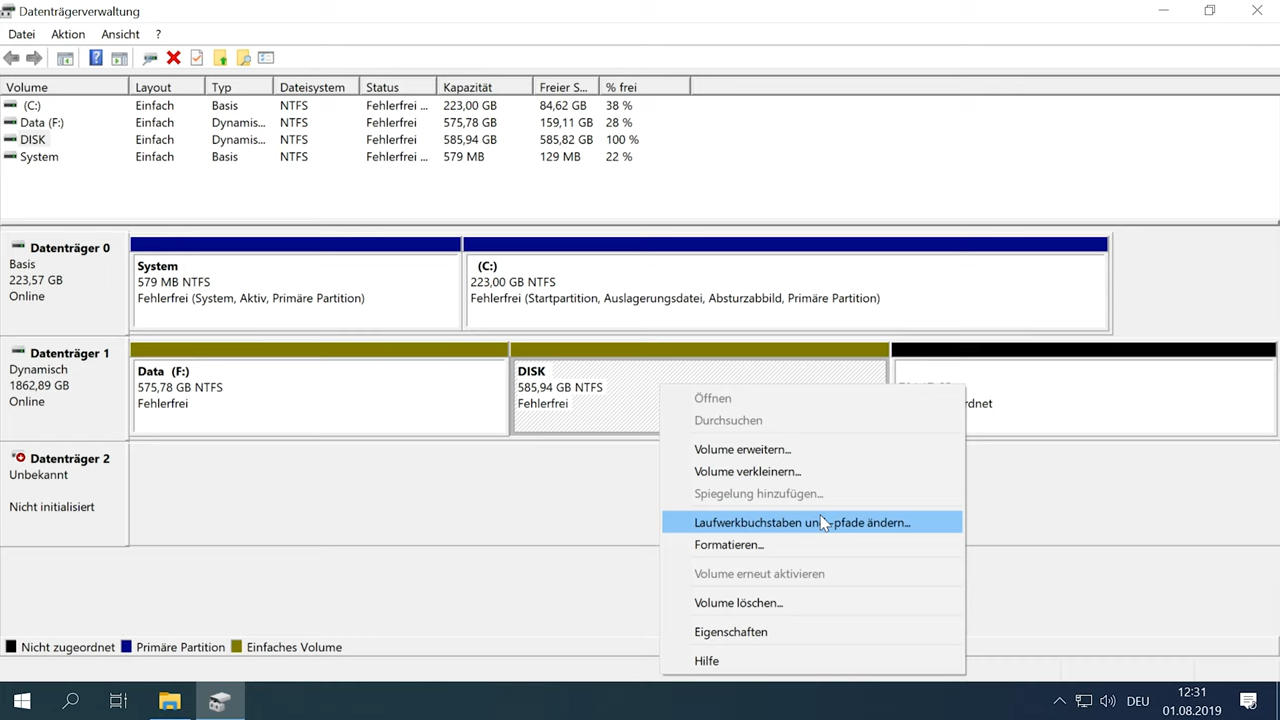 Datenträgerverwaltung
Datei Aktion Ansicht ?
Volume Layout Typ Dateisystem Status Kapazität Freier S... % frei
(C:) Einfach Basis NTFS Fehlerfrei ... 223,00 GB 84,62 GB 38 %
Data (F:) Einfach Dynamis... NTFS Fehlerfrei 575,78 GB 159,11 GB 28 %
DISK Einfach Dynamis... NTFS Fehlerfrei 585,94 GB 585,82 GB 100 %
System Einfach Basis NTFS Fehlerfrei ... 579 MB 129 MB 22 %
Datenträger 0
Basis
223,57 GB
Online
System
579 MB NTFS
Fehlerfrei (System, Aktiv, Primäre Partition)
(C:)
223,00 GB NTFS
Fehlerfrei (Startpartition, Auslagerungsdatei, Absturzabbild, Primäre Partition)
Datenträger 1
Dynamisch
1862,89 GB
Online
Data (F:)
575,78 GB NTFS
Fehlerfrei
DISK
585,94 GB NTFS
Fehlerfrei
rdnet
Datenträger 2
Unbekannt
Nicht initialisiert
Öffnen
Durchsuchen
Volume erweitern...
Volume verkleinern...
Spiegelung hinzufügen...
Laufwerkbuchstaben und -pfade ändern...
Formatieren...
Volume erneut aktivieren
Volume löschen...
Eigenschaften
Hilfe
Nicht zugeordnet Primäre Partition Einfaches Volume
DEU
12:31
01.08.2019